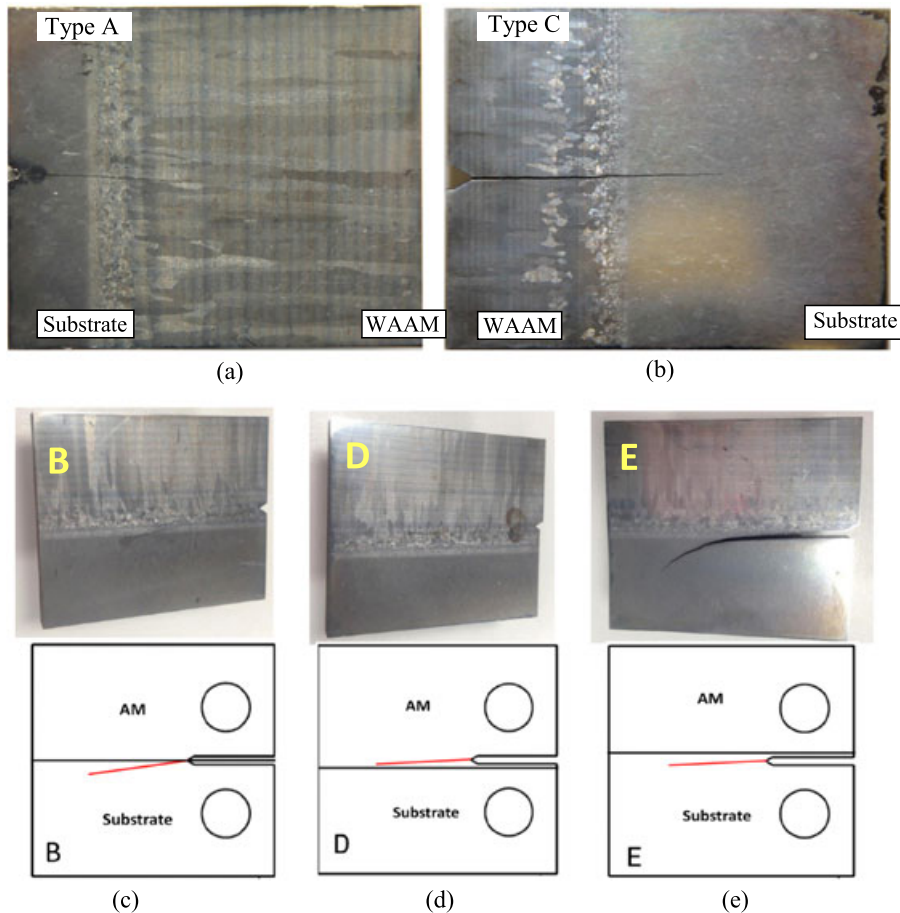 Type A
Type C
Substrate
WAAM
WAAM
Substrate
(a)
(b)
B
D
E
AM
AM
AM
Substrate
Substrate
Substrate
B
D
E
(c)
(d)
(e)